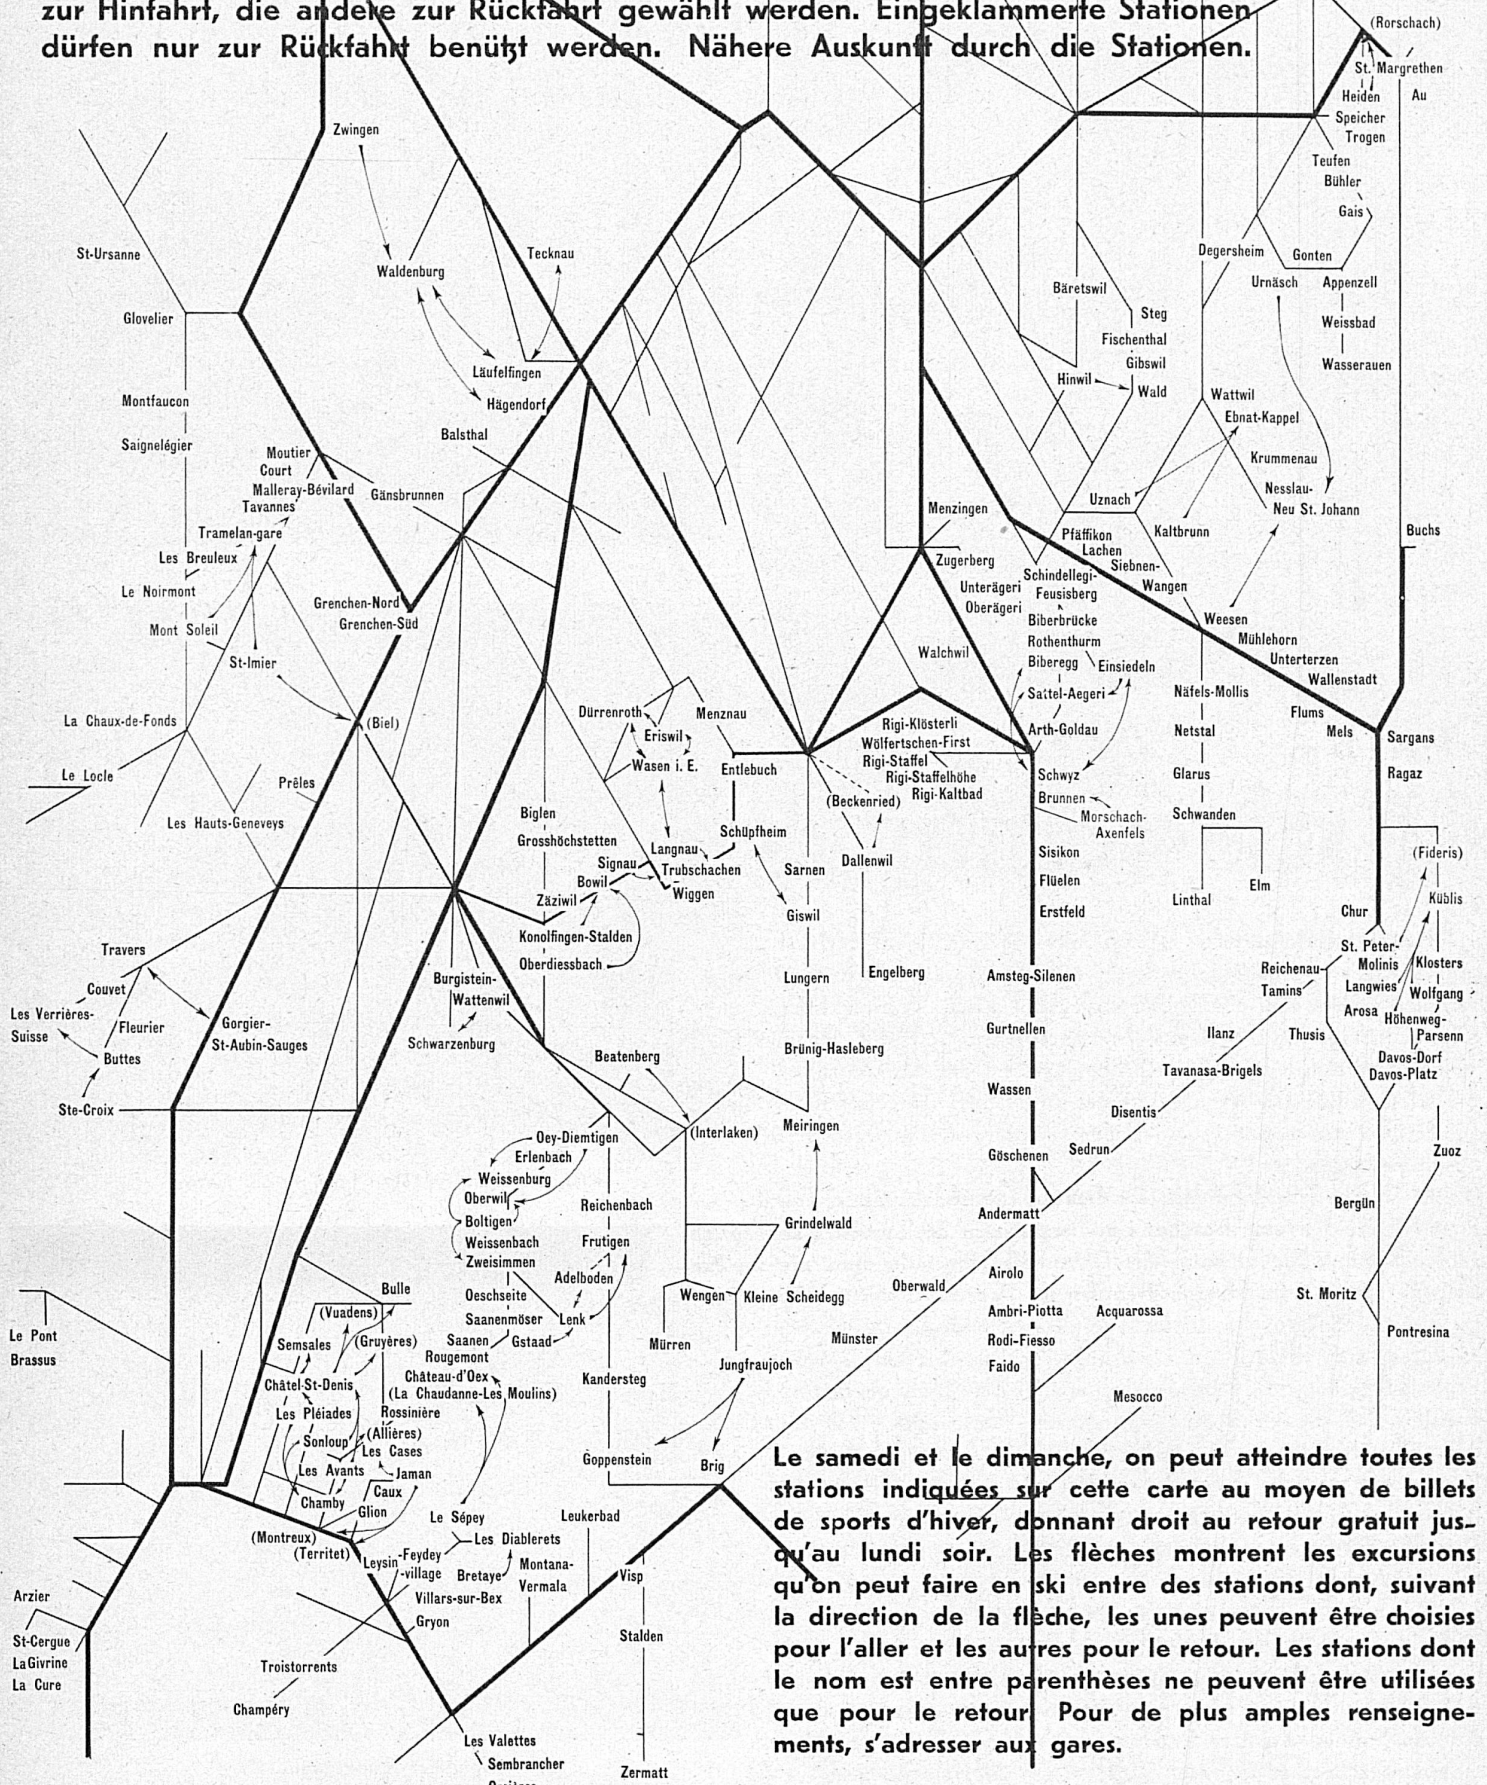 zur Hinfahrt, die andere zur Rückfahrt gewählt werden. Eingeklammerte Stationen
dürfen nur zur Rückfahrt benützt werden. Nähere Auskunft durch die Stationen.
(Rorschach)
St. Margrethen
Heiden
Au
Speicher
Trogen
Teufen
Bühler
Gais
Zwingen
St-Ursanne
Waldenburg
Tecknau
Degersheim
Gonten
Urnäsch
Appenzell
Bäretswil
Steg
Weissbad
Glovelier
Fischenthal
Gibswil
Wasserauen
Läufelfingen
Hinwil
Wald
Wattwil
Montfaucon
Hägendorf
Ebnat-Kappel
Saignelégier
Balsthal
Moutier
Court
Krummenau
Malleray-Bévilard
Gänsbrunnen
Uznach
Nesslau-
Neu St. Johann
Tavannes
Menzingen
Tramelan-gare
Pfäffikon
Kaltbrunn
Buchs
Les Breuleux
Lachen
Zugerberg
Siebnen-
Wangen
Le Noirmont
Unterägeri
Schindellegi-
Feusisberg
Oberägeri
Grenchen-Nord
Grenchen-Süd
Biberbrücke
Weesen
Mont Soleil
Rothenthurm
Mühlehorn
St-Imier
Walchwil
Biberegg
Einsiedeln
Unterterzen
Wallenstadt
Sattel-Aegeri
Näfels-Mollis
La Chaux-de-Fonds
(Biel)
Dürrenroth
Menznau
Rigi-Klösterli
Arth-Goldau
Flums
Eriswil
Wölfertschen-First
Netstal
Mels
Sargans
Wasen i. E.
Entlebuch
Rigi-Staffel
Le Locle
Rigi-Staffelhöhe
Schwyz
Glarus
Ragaz
Prêles
Rigi-Kaltbad
(Beckenried)
Brunnen
Morschach-
Axenfels
Schwanden
Les Hauts-Geneveys
Biglen
Schüpfheim
Grosshöchstetten
Langnau
Sisikon
(Fideris)
Signau
Trubschachen
Sarnen
Dallenwil
Bowil
Wiggen
Flüelen
Elm
Zäziwil
Giswil
Erstfeld
Linthal
Küblis
Chur
Konolfingen-Stalden
Travers
St. Peter-
Molinis
Oberdiessbach
Burgistein-
Wattenwil
Lungern
Engelberg
Amsteg-Silenen
Reichenau-
Tamins
Klosters
Couvet
Langwies
Wolfgang
Les Verrières-
Suisse
Fleurier
Gorgier-
St-Aubin-Sauges
Arosa
Höhenweg-
Parsenn
Gurtnellen
Ilanz
Thusis
Schwarzenburg
Beatenberg
Brünig-Hasleberg
Buttes
Davos-Dorf
Davos-Platz
Tavanasa-Brigels
Wassen
Ste-Croix
Disentis
(Interlaken)
Meiringen
Oey-Diemtigen
Sedrun
Zuoz
Erlenbach
Göschenen
Weissenburg
Oberwil
Reichenbach
Bergün
Boltigen
Grindelwald
Andermatt
Weissenbach
Frutigen
Zweisimmen
Airolo
Adelboden
Oberwald
Bulle
Oeschseite
Wengen
Kleine Scheidegg
St. Moritz
(Vuadens)
Saanenmöser
Lenk
Ambri-Piotta
Acquarossa
Le Pont
Brassus
Semsales
(Gruyères)
Saanen
Gstaad
Mürren
Münster
Rodi-Fiesso
Pontresina
Rougemont
Jungfraujoch
Faido
Château-d'Oex
Châtel-St-Denis
Kandersteg
(La Chaudanne-Les Moulins)
Mesocco
Les Pléiades
Rossinière
(Allières)
Sonloup
Les Cases
Goppenstein
Brig
Les Avants
Jaman
Caux
Chamby
Glion
Le Sépey
Leukerbad
(Montreux)
(Territet)
Les Diablerets
Leysin
-Feydey
-village
Bretaye
Montana-
Vermala
Visp
Arzier
Villars-sur-Bex
Gryon
St-Cergue
La Givrine
La Cure
Stalden
Troistorrents
Champéry
Les Valettes
Sembrancher
Zermatt
Le samedi et le dimanche, on peut atteindre toutes les
stations indiquées sur cette carte au moyen de billets
de sports d'hiver, donnant droit au retour gratuit jus-
qu'au lundi soir. Les flèches montrent les excursions
qu'on peut faire en ski entre des stations dont, suivant
la direction de la flèche, les unes peuvent être choisies
pour l'aller et les autres pour le retour. Les stations dont
le nom est entre parenthèses ne peuvent être utilisées
que pour le retour. Pour de plus amples renseigne-
ments, s'adresser aux gares.